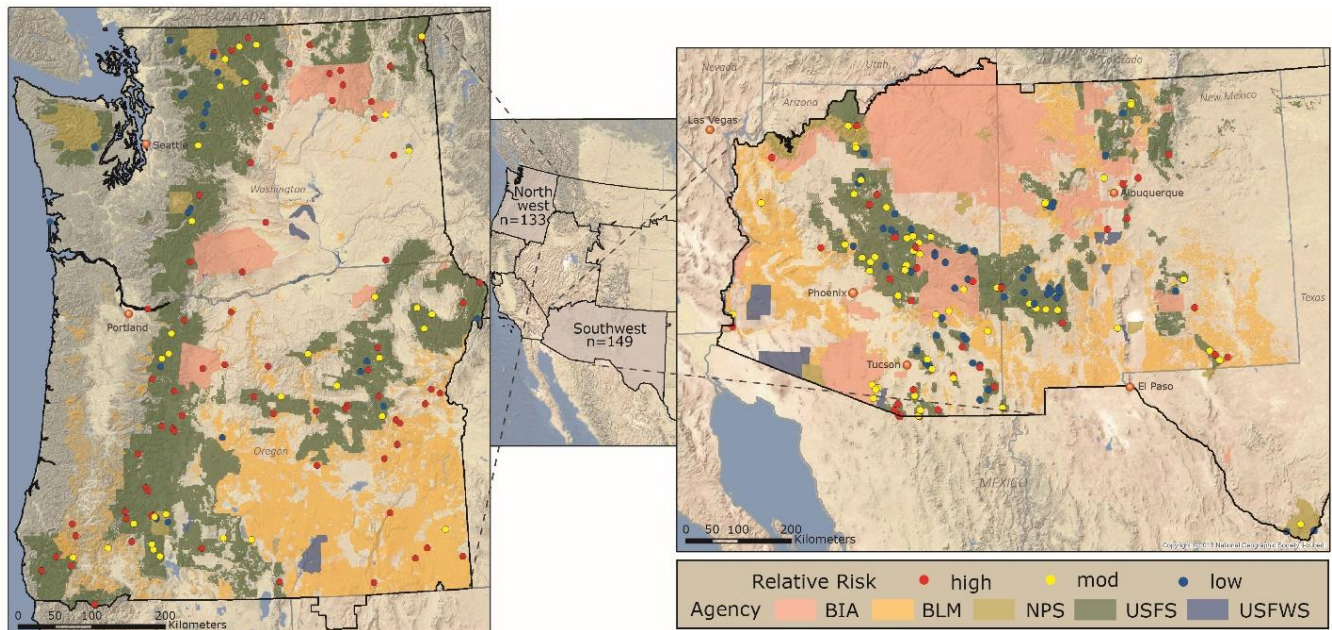 CANADA
Seattle
Washington
Portland
Oregon
0 50 100 200
Kilometers
North
west
n=133
Southwest
n=149
Nevada
Utah
Colorado
Las Vegas
Arizona
New Mexico
Albuquerque
Phoenix
Texas
Tucson
El Paso
MEXICO
0 50 100 200
Kilometers
Relative Risk high mod low
Agency BIA BLM NPS USFS USFWS